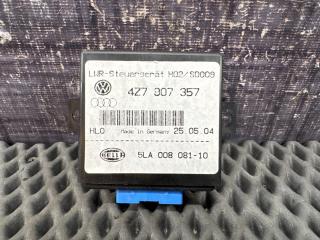 LWR-Steuergerät H02/S0009
4Z7 907 357
HLO Made in Germany 25.05.04
HELLA 5LA 008 081-10